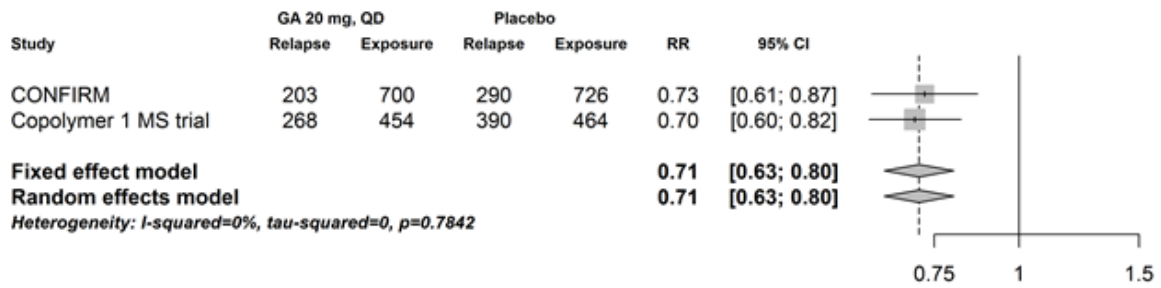 GA 20 mg, QD Placebo
Study Relapse Exposure Relapse Exposure RR 95% CI
CONFIRM 203 700 290 726 0.73 [0.61; 0.87]
Copolymer 1 MS trial 268 454 390 464 0.70 [0.60; 0.82]
Fixed effect model 0.71 [0.63; 0.80]
Random effects model 0.71 [0.63; 0.80]
Heterogeneity: I-squared=0%, tau-squared=0, p=0.7842
0.75 1 1.5